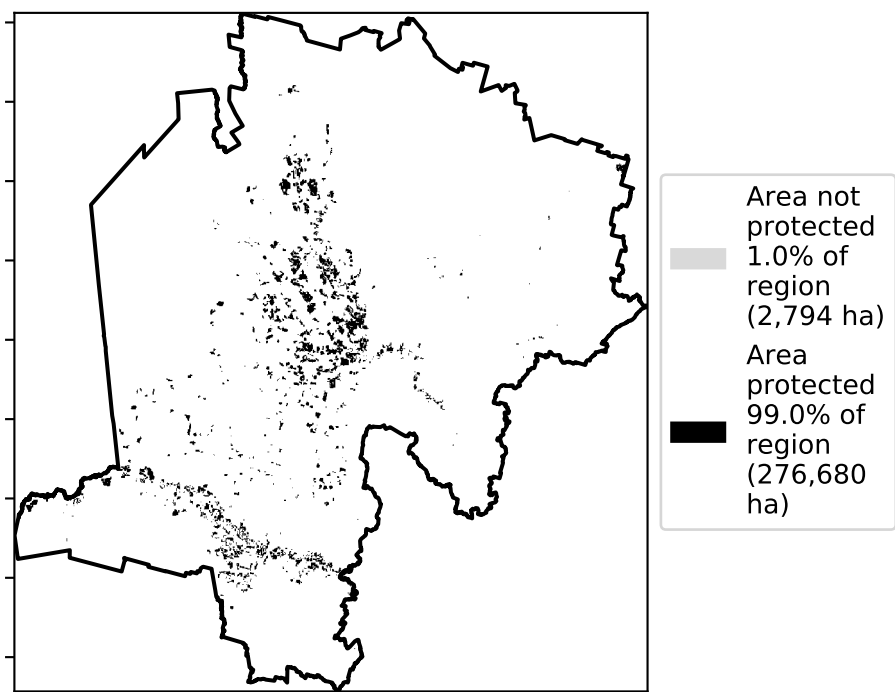 Area not
protected
1.0% of
region
(2,794 ha)
Area
protected
99.0% of
region
(276,680
ha)